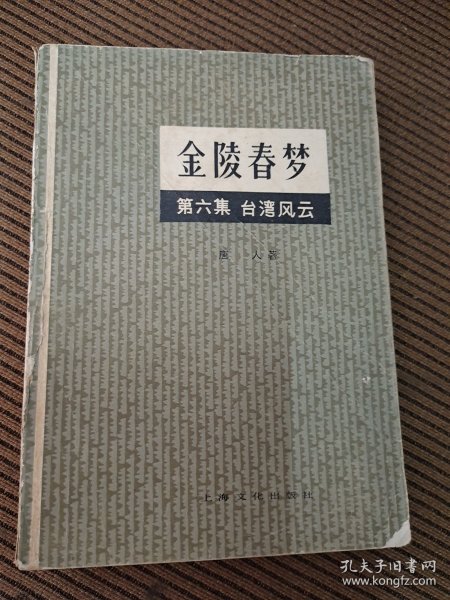 金陵春梦
第六集 台湾风云
唐 人著
上海文化出版社
孔夫子旧书网
www.kongfz.com